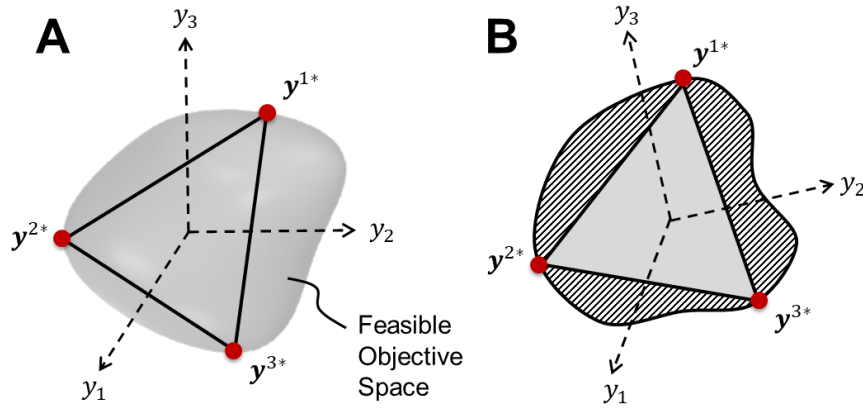 A
y₃
y¹*
y²*
y₂
y₁
y³*
Feasible
Objective
Space
B
y₃
y¹*
y₂
y²*
y³*
y₁